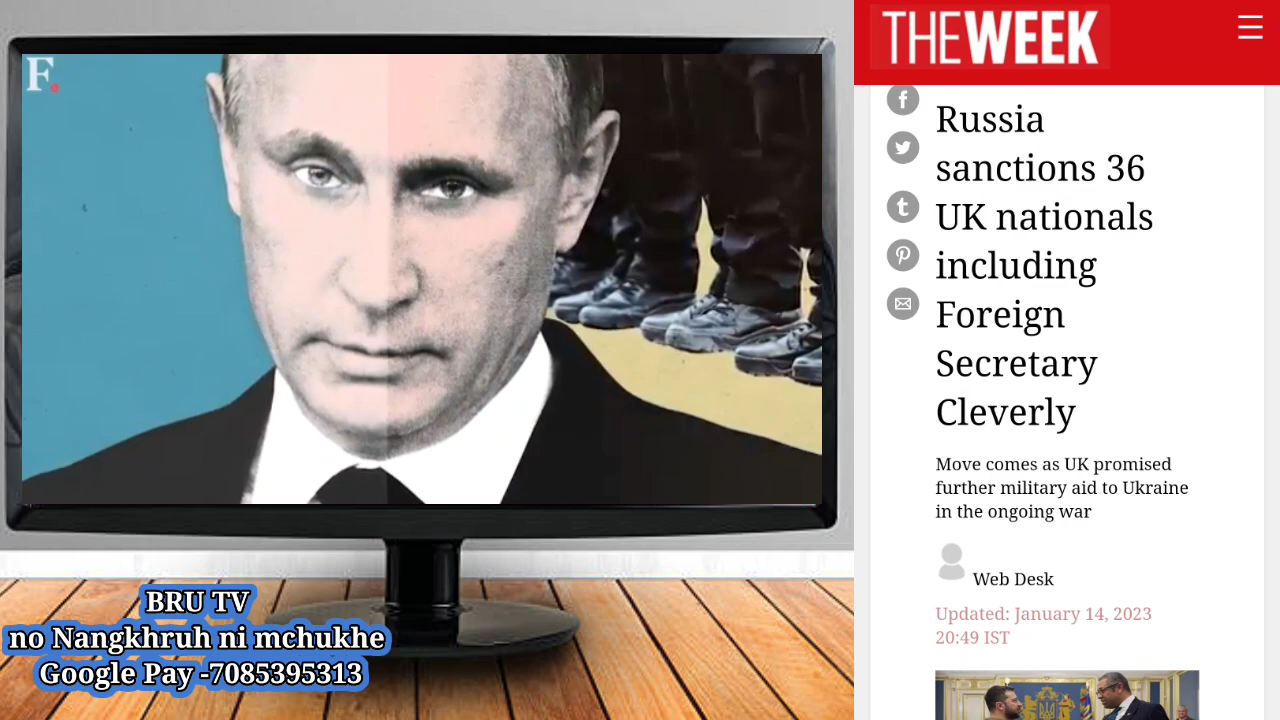 F.
BRU TV
no Nangkhruh ni mchukhe
Google Pay -7085395313
THE WEEK
Russia
sanctions 36
UK nationals
including
Foreign
Secretary
Cleverly
Move comes as UK promised
further military aid to Ukraine
in the ongoing war
Web Desk
Updated: January 14, 2023
20:49 IST